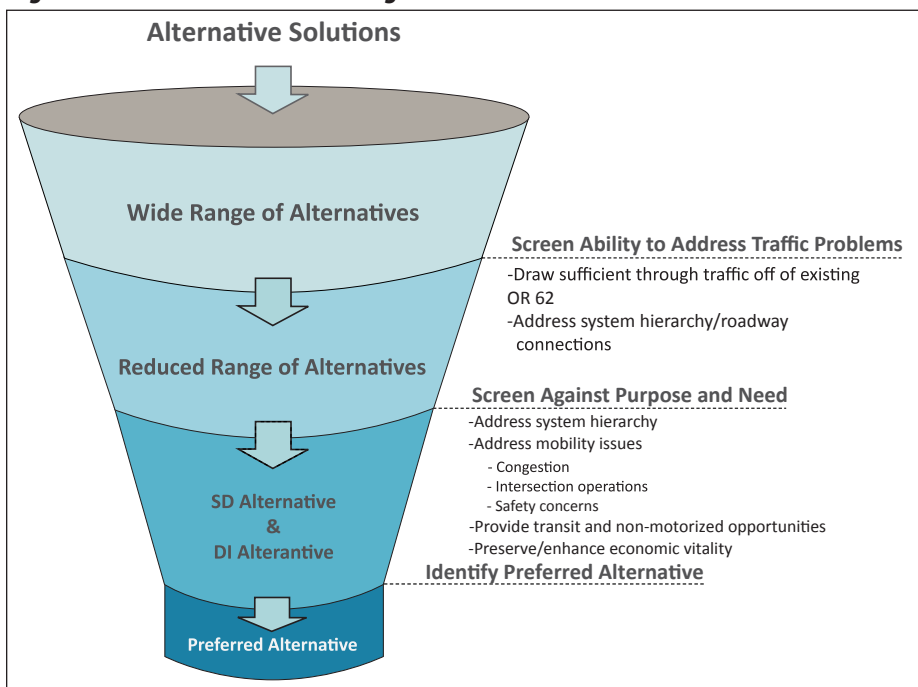 Alternative Solutions
Wide Range of Alternatives
Screen Ability to Address Traffic Problems
-Draw sufficient through traffic off of existing
OR 62
-Address system hierarchy/roadway
connections
Reduced Range of Alternatives
Screen Against Purpose and Need
-Address system hierarchy
-Address mobility issues
- Congestion
- Intersection operations
- Safety concerns
-Provide transit and non-motorized opportunities
-Preserve/enhance economic vitality
SD Alternative
&
DI Alterantive
Identify Preferred Alternative
Preferred Alternative